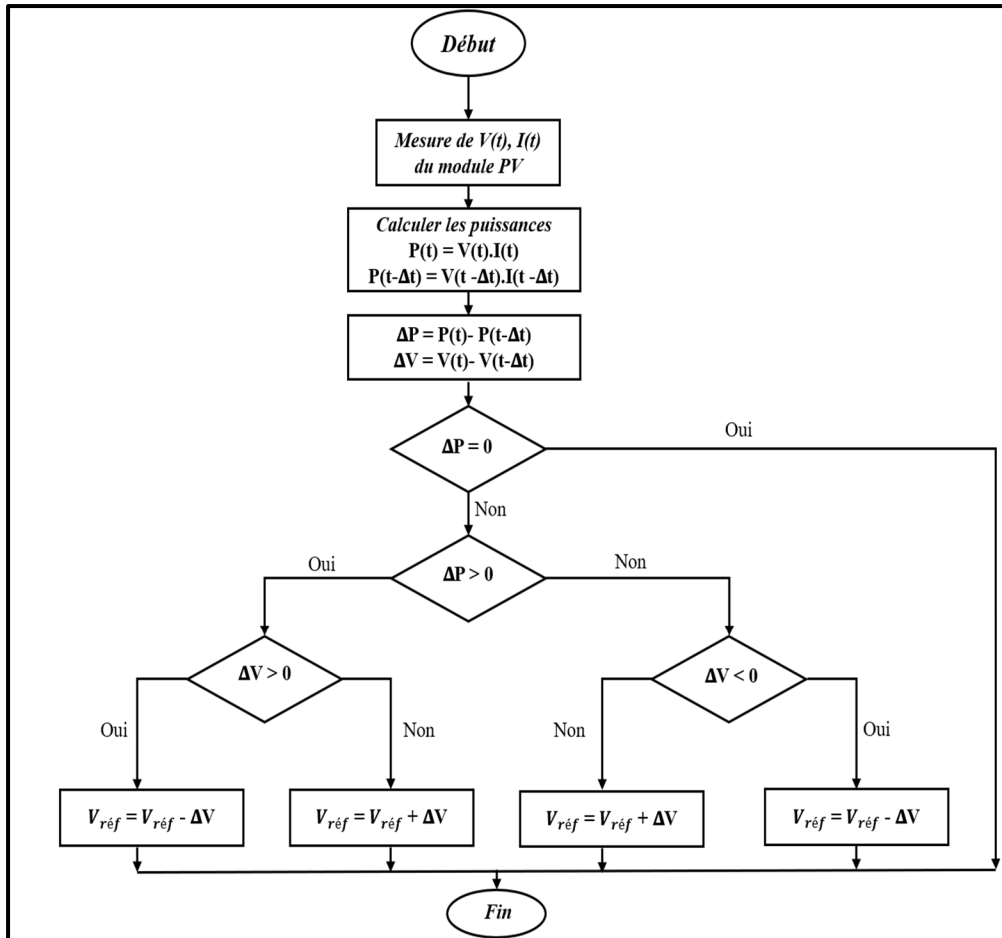 Début
Mesure de V(t), I(t)
du module PV
Calculer les puissances
P(t) = V(t).I(t)
P(t-Δt) = V(t -Δt).I(t -Δt)
ΔP = P(t)- P(t-Δt)
ΔV = V(t)- V(t-Δt)
ΔP = 0
Oui
Non
ΔP > 0
Oui
Non
ΔV > 0
ΔV < 0
Oui
Non
Non
Oui
Vréf = Vréf - ΔV
Vréf = Vréf + ΔV
Vréf = Vréf + ΔV
Vréf = Vréf - ΔV
Fin